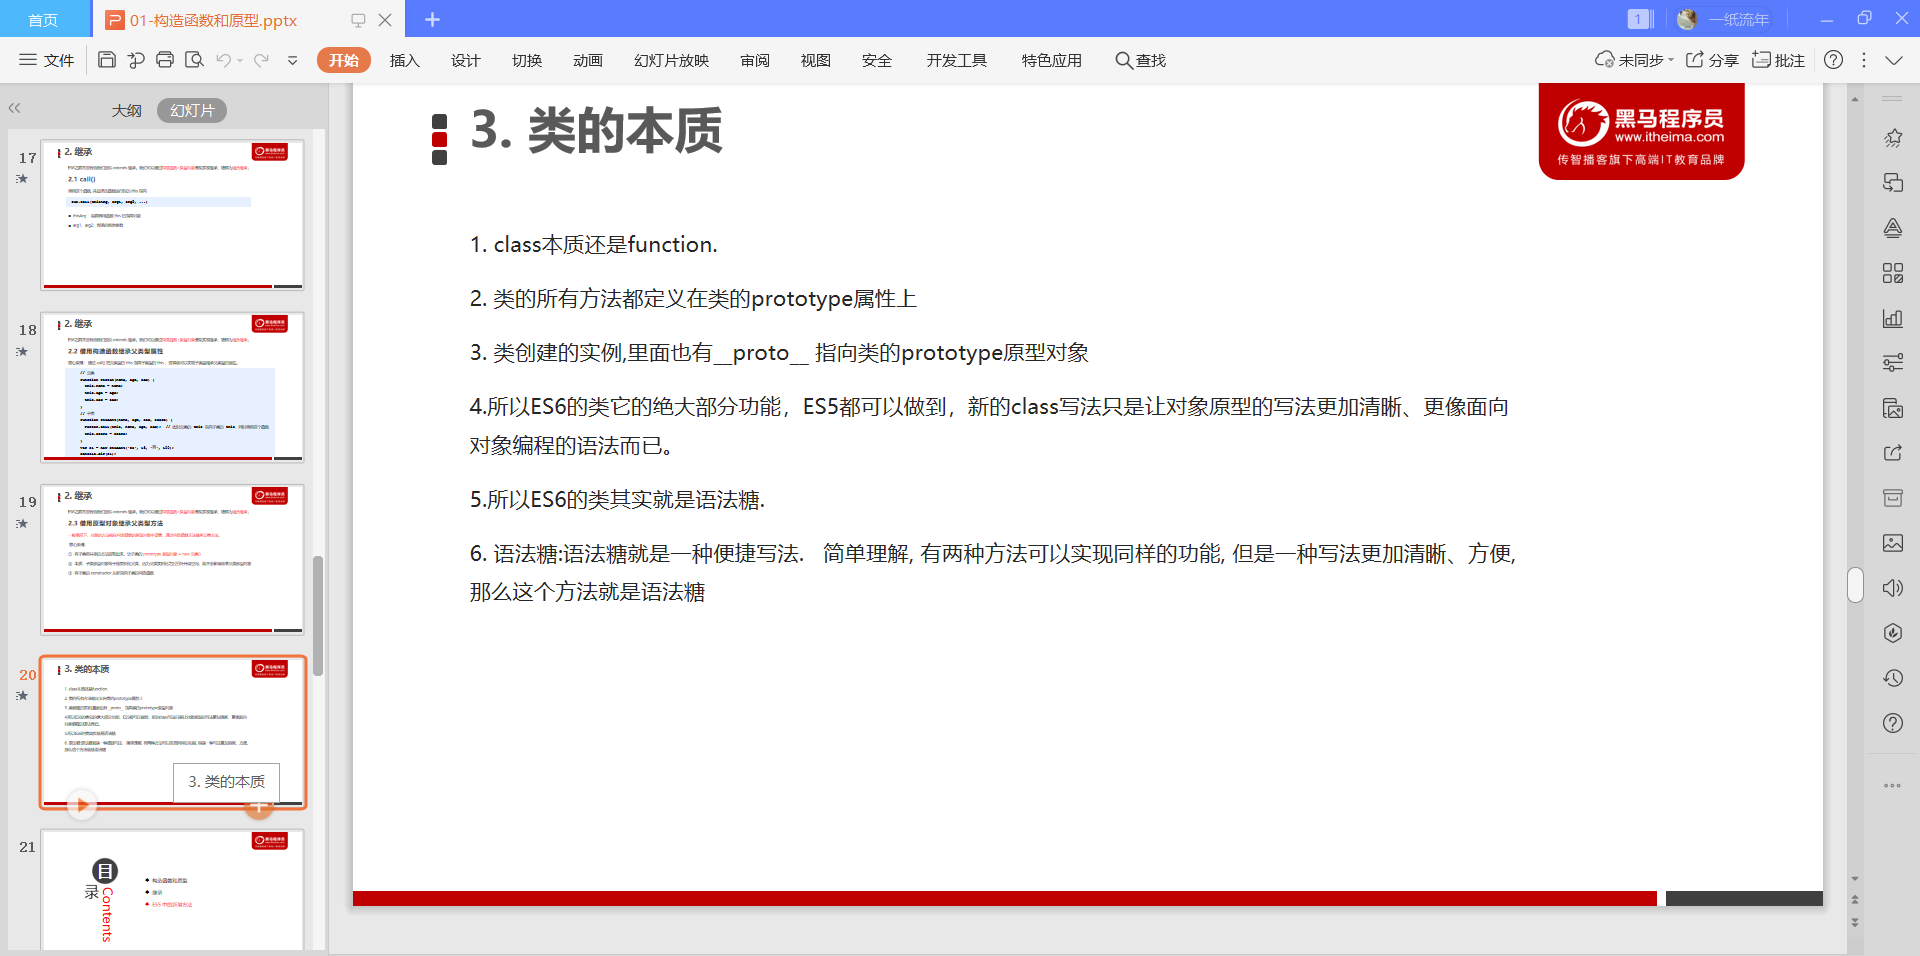 首页
01-构造函数和原型.pptx
1
一纸流年
文件
开始
插入
设计
切换
动画
幻灯片放映
审阅
视图
安全
开发工具
特色应用
查找
未同步
分享
批注
大纲
幻灯片
17
2. 继承
2.1 call()
18
2. 继承
2.2 借用构造函数继承父类型属性
19
2. 继承
2.3 借用原型对象继承父类型方法
20
3. 类的本质
3. 类的本质
21
目
录
Contents
构造函数和原型
继承
ES5 中的新增方法
3. 类的本质
黑马程序员
www.itheima.com
传智播客旗下高端IT教育品牌
1. class本质还是function.
2. 类的所有方法都定义在类的prototype属性上
3. 类创建的实例,里面也有__proto__ 指向类的prototype原型对象
4.所以ES6的类它的绝大部分功能，ES5都可以做到，新的class写法只是让对象原型的写法更加清晰、更像面向
对象编程的语法而已。
5.所以ES6的类其实就是语法糖.
6. 语法糖:语法糖就是一种便捷写法.   简单理解, 有两种方法可以实现同样的功能, 但是一种写法更加清晰、方便,
那么这个方法就是语法糖